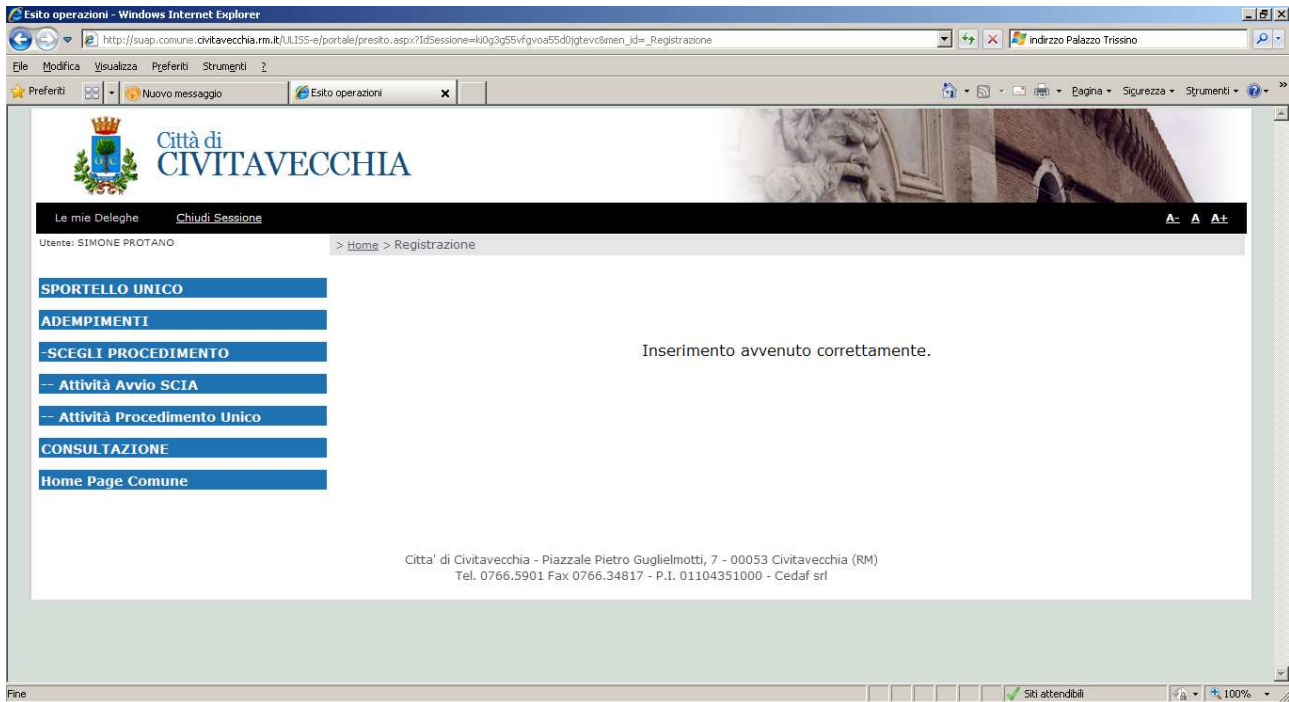 Esito operazioni - Windows Internet Explorer
http://suap.comune.civitavecchia.rm.it/ULISS-e/portale/presito.aspx?IdSessione=ki0g3g55vfgvoa55d0jgtevc&men_id=_Registrazione
indirzzo Palazzo Trissino
File Modifica Visualizza Preferiti Strumenti ?
Preferiti Nuovo messaggio Esito operazioni Pagina Sicurezza Strumenti
Città di
CIVITAVECCHIA
Le mie Deleghe Chiudi Sessione A- A A+
Utente: SIMONE PROTANO
> Home > Registrazione
SPORTELLO UNICO
ADEMPIMENTI
-SCEGLI PROCEDIMENTO
-- Attività Avvio SCIA
-- Attività Procedimento Unico
CONSULTAZIONE
Home Page Comune
Inserimento avvenuto correttamente.
Citta' di Civitavecchia - Piazzale Pietro Guglielmotti, 7 - 00053 Civitavecchia (RM)
Tel. 0766.5901 Fax 0766.34817 - P.I. 01104351000 - Cedaf srl
Fine Siti attendibili 100%